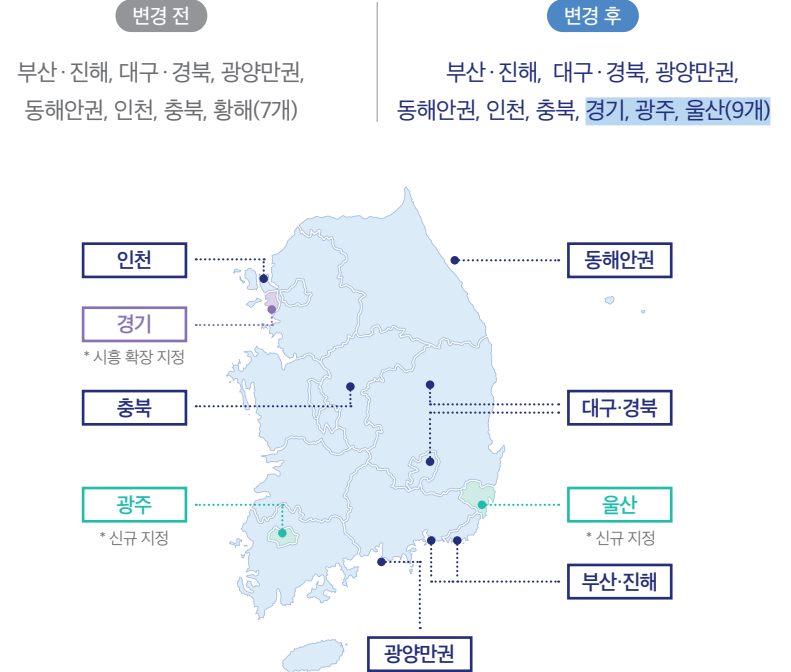 변경 전
부산·진해, 대구·경북, 광양만권,
동해안권, 인천, 충북, 황해(7개)
변경 후
부산·진해, 대구·경북, 광양만권,
동해안권, 인천, 충북, 경기, 광주, 울산(9개)
인천
동해안권
경기
* 시흥 확장 지정
충북
대구·경북
광주
* 신규 지정
울산
* 신규 지정
부산·진해
광양만권